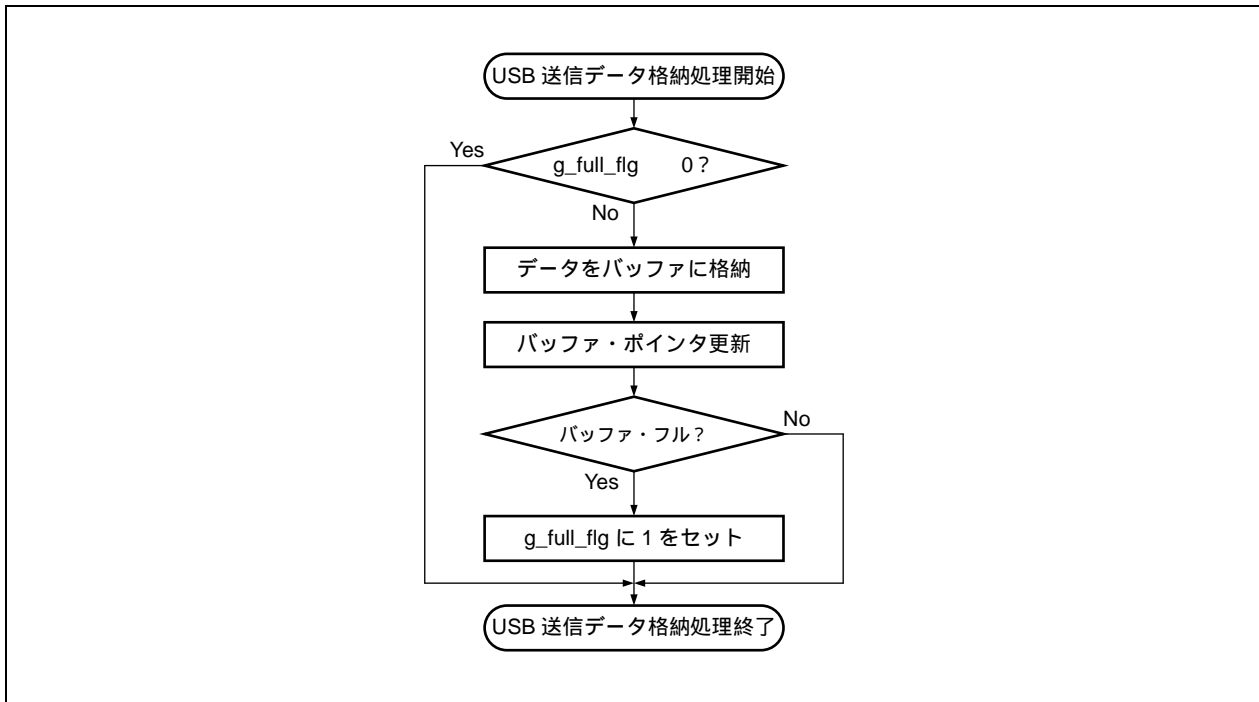 USB 送信データ格納処理開始
Yes
g_full_flg 0？
No
データをバッファに格納
バッファ・ポインタ更新
バッファ・フル？
No
Yes
g_full_flg に 1 をセット
USB 送信データ格納処理終了